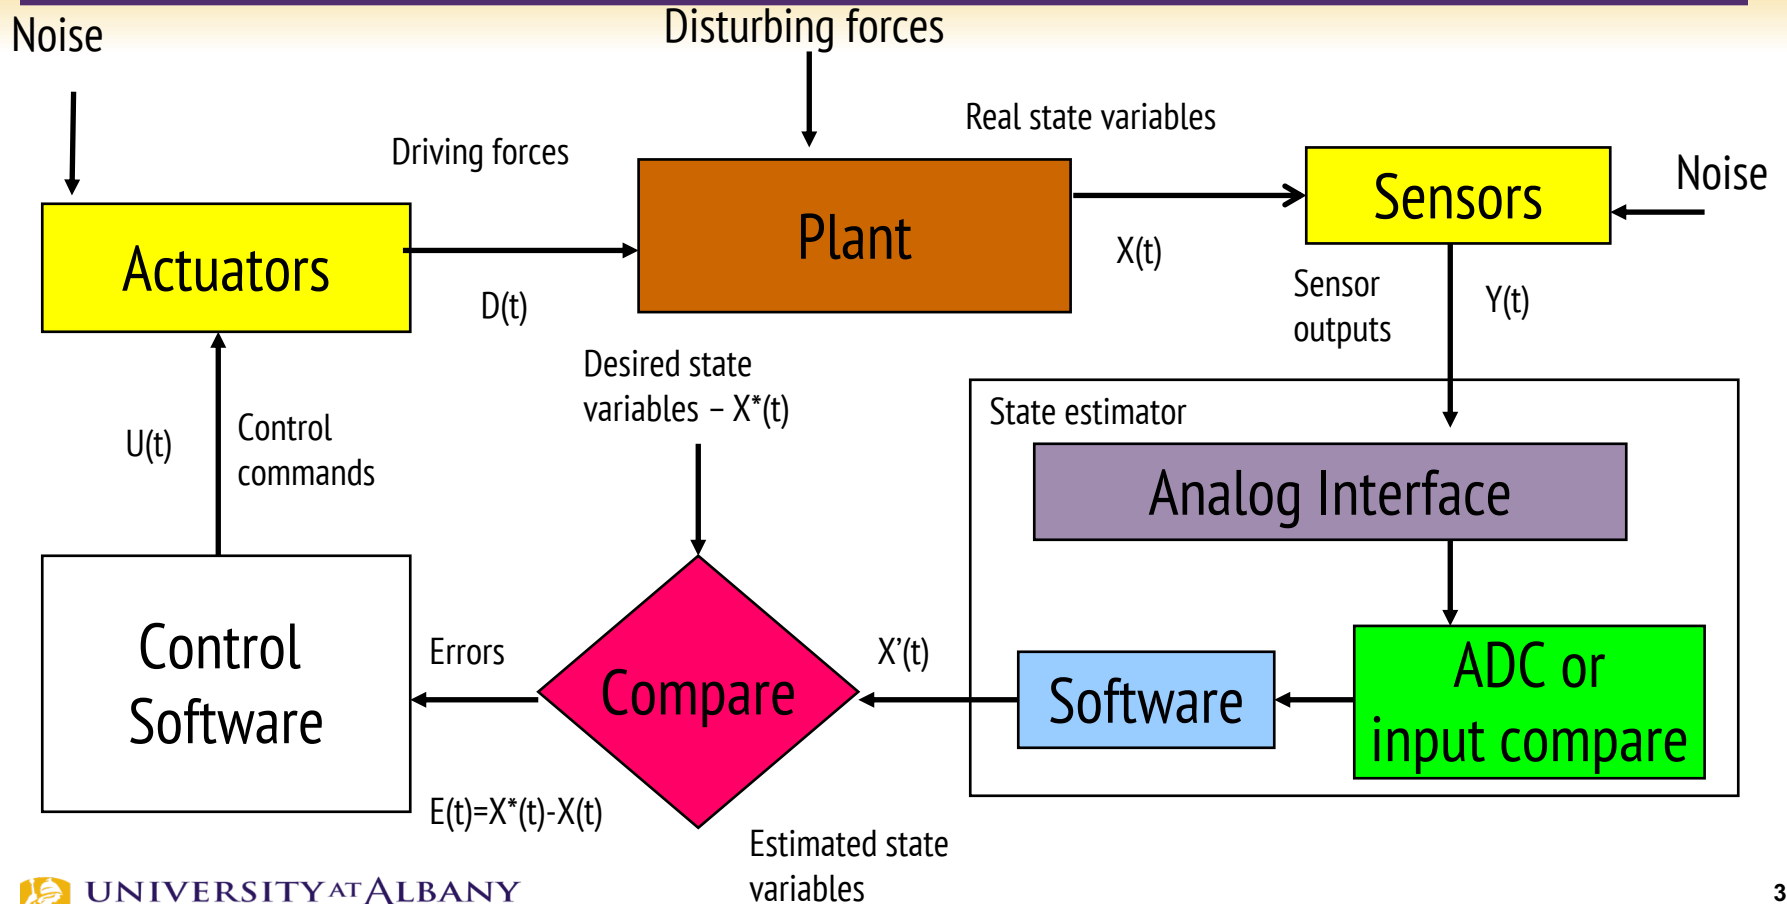 Noise
Disturbing forces
Real state variables
Driving forces
Noise
Sensors
Plant
Actuators
X(t)
D(t)
Sensor
outputs
Y(t)
Desired state
variables – X*(t)
State estimator
U(t)
Control
commands
Analog Interface
Control
Software
Errors
Compare
X’(t)
Software
ADC or
input compare
E(t)=X*(t)-X(t)
Estimated state
variables
UNIVERSITY AT ALBANY
3